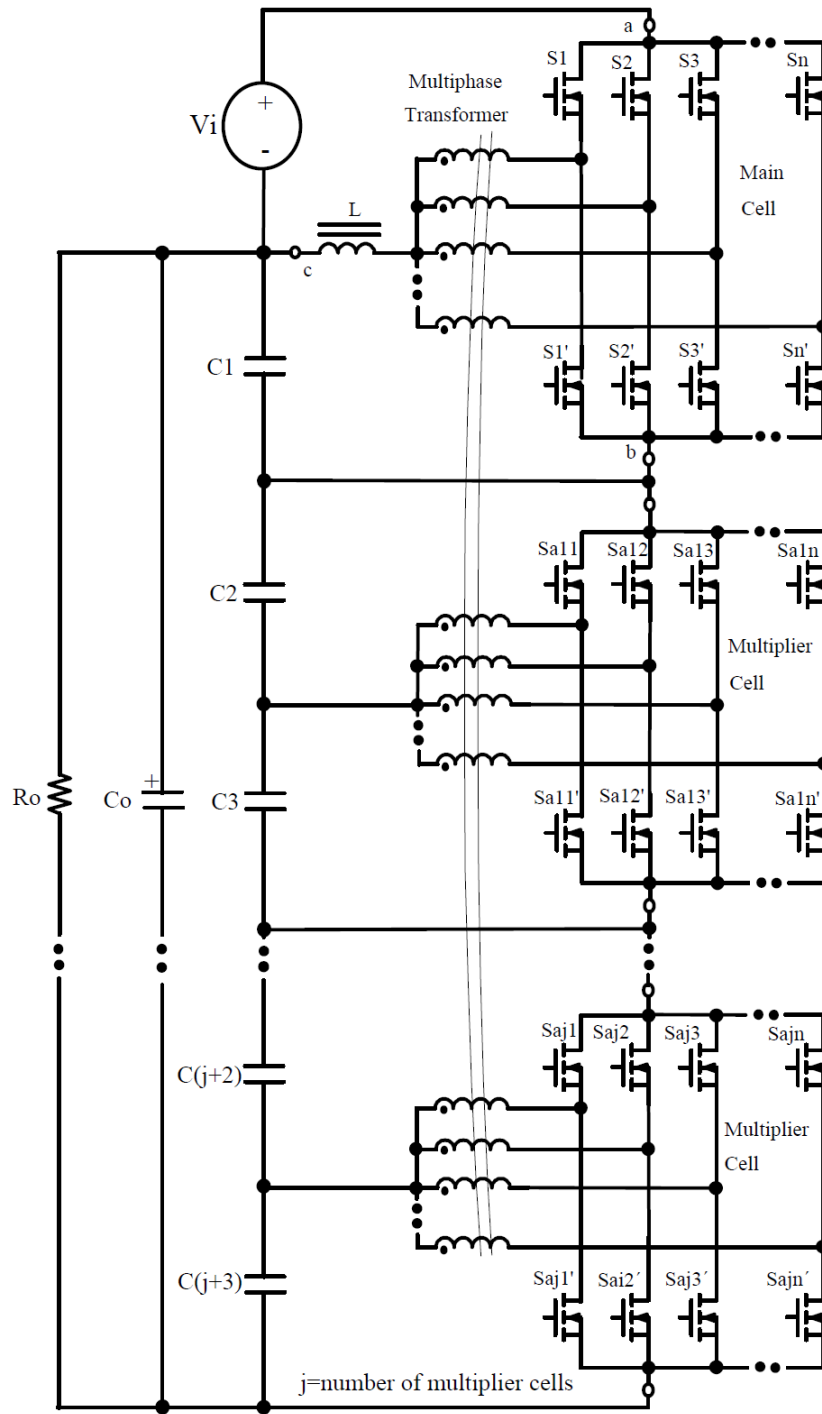 a
S1 S2 S3 Sn
Multiphase
Transformer
+
Vi
-
Main
Cell
L
c
S1' S2' S3' Sn'
C1
b
Sa11 Sa12 Sa13 Sa1n
C2
Multiplier
Cell
+
Ro Co C3
Sa11' Sa12' Sa13' Sa1n'
Saj1 Saj2 Saj3 Sajn
C(j+2)
Multiplier
Cell
C(j+3)
Saj1' Sai2´ Saj3´ Sajn´
j=number of multiplier cells